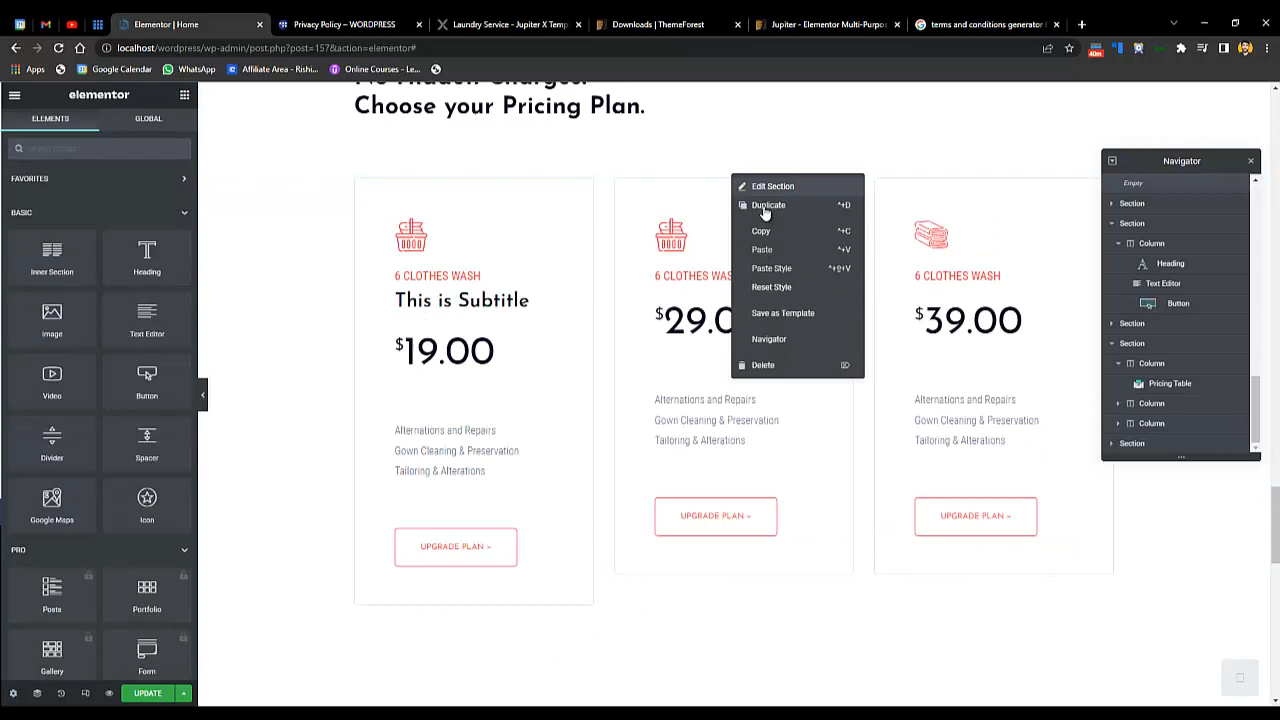 Elementor | Home
Privacy Policy – WORDPRESS
Laundry Service - Jupiter X Temp
Downloads | ThemeForest
Jupiter - Elementor Multi-Purpos
terms and conditions generator f
localhost/wordpress/wp-admin/post.php?post=157&action=elementor#
Apps
Google Calendar
WhatsApp
Affiliate Area - Rishi...
Online Courses - Le...
elementor
ELEMENTS
GLOBAL
FAVORITES
BASIC
Inner Section
Heading
Image
Text Editor
Video
Button
Divider
Spacer
Google Maps
Icon
PRO
Posts
Portfolio
Gallery
Form
UPDATE
Choose your Pricing Plan.
6 CLOTHES WASH
This is Subtitle
$19.00
Alternations and Repairs
Gown Cleaning & Preservation
Tailoring & Alterations
UPGRADE PLAN »
6 CLOTHES WAS
$29.0
Alternations and Repairs
Gown Cleaning & Preservation
Tailoring & Alterations
UPGRADE PLAN »
6 CLOTHES WASH
$39.00
Alternations and Repairs
Gown Cleaning & Preservation
Tailoring & Alterations
UPGRADE PLAN »
Edit Section
Duplicate ^+D
Copy ^+C
Paste ^+V
Paste Style ^+⇧+V
Reset Style
Save as Template
Navigator
Delete
Navigator
Empty
Section
Section
Column
Heading
Text Editor
Button
Section
Section
Column
Pricing Table
Column
Column
Section